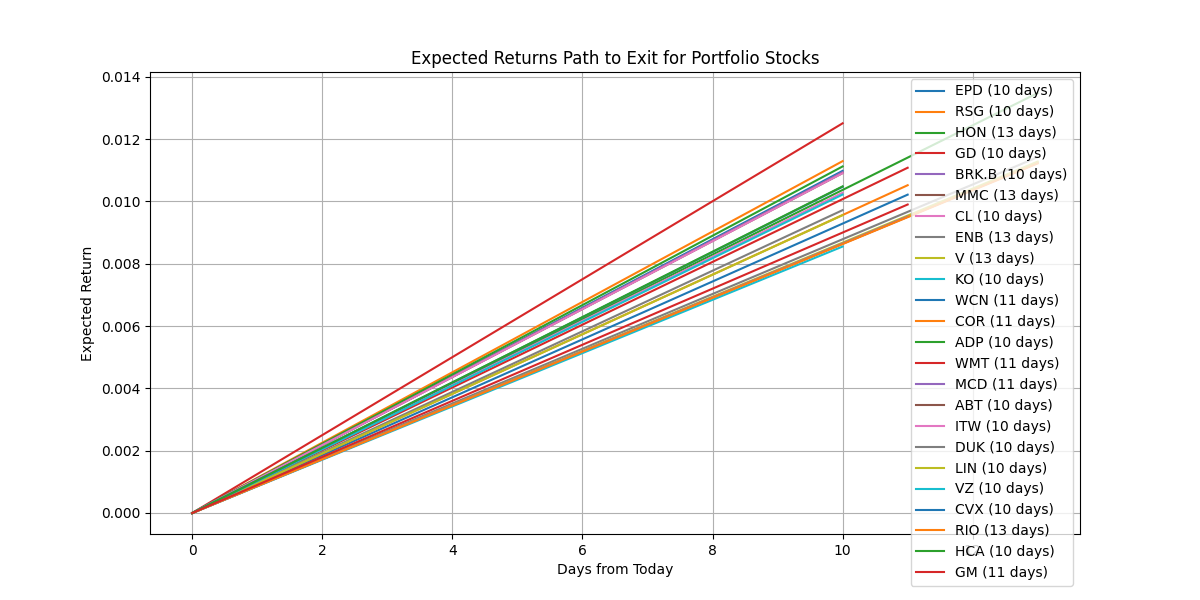 Expected Returns Path to Exit for Portfolio Stocks
Expected Return
0.014
0.012
0.010
0.008
0.006
0.004
0.002
0.000
0
2
4
6
8
10
12
Days from Today
EPD (10 days)
RSG (10 days)
HON (13 days)
GD (10 days)
BRK.B (10 days)
MMC (13 days)
CL (10 days)
ENB (13 days)
V (13 days)
KO (10 days)
WCN (11 days)
COR (11 days)
ADP (10 days)
WMT (11 days)
MCD (11 days)
ABT (10 days)
ITW (10 days)
DUK (10 days)
LIN (10 days)
VZ (10 days)
CVX (10 days)
RIO (13 days)
HCA (10 days)
GM (11 days)